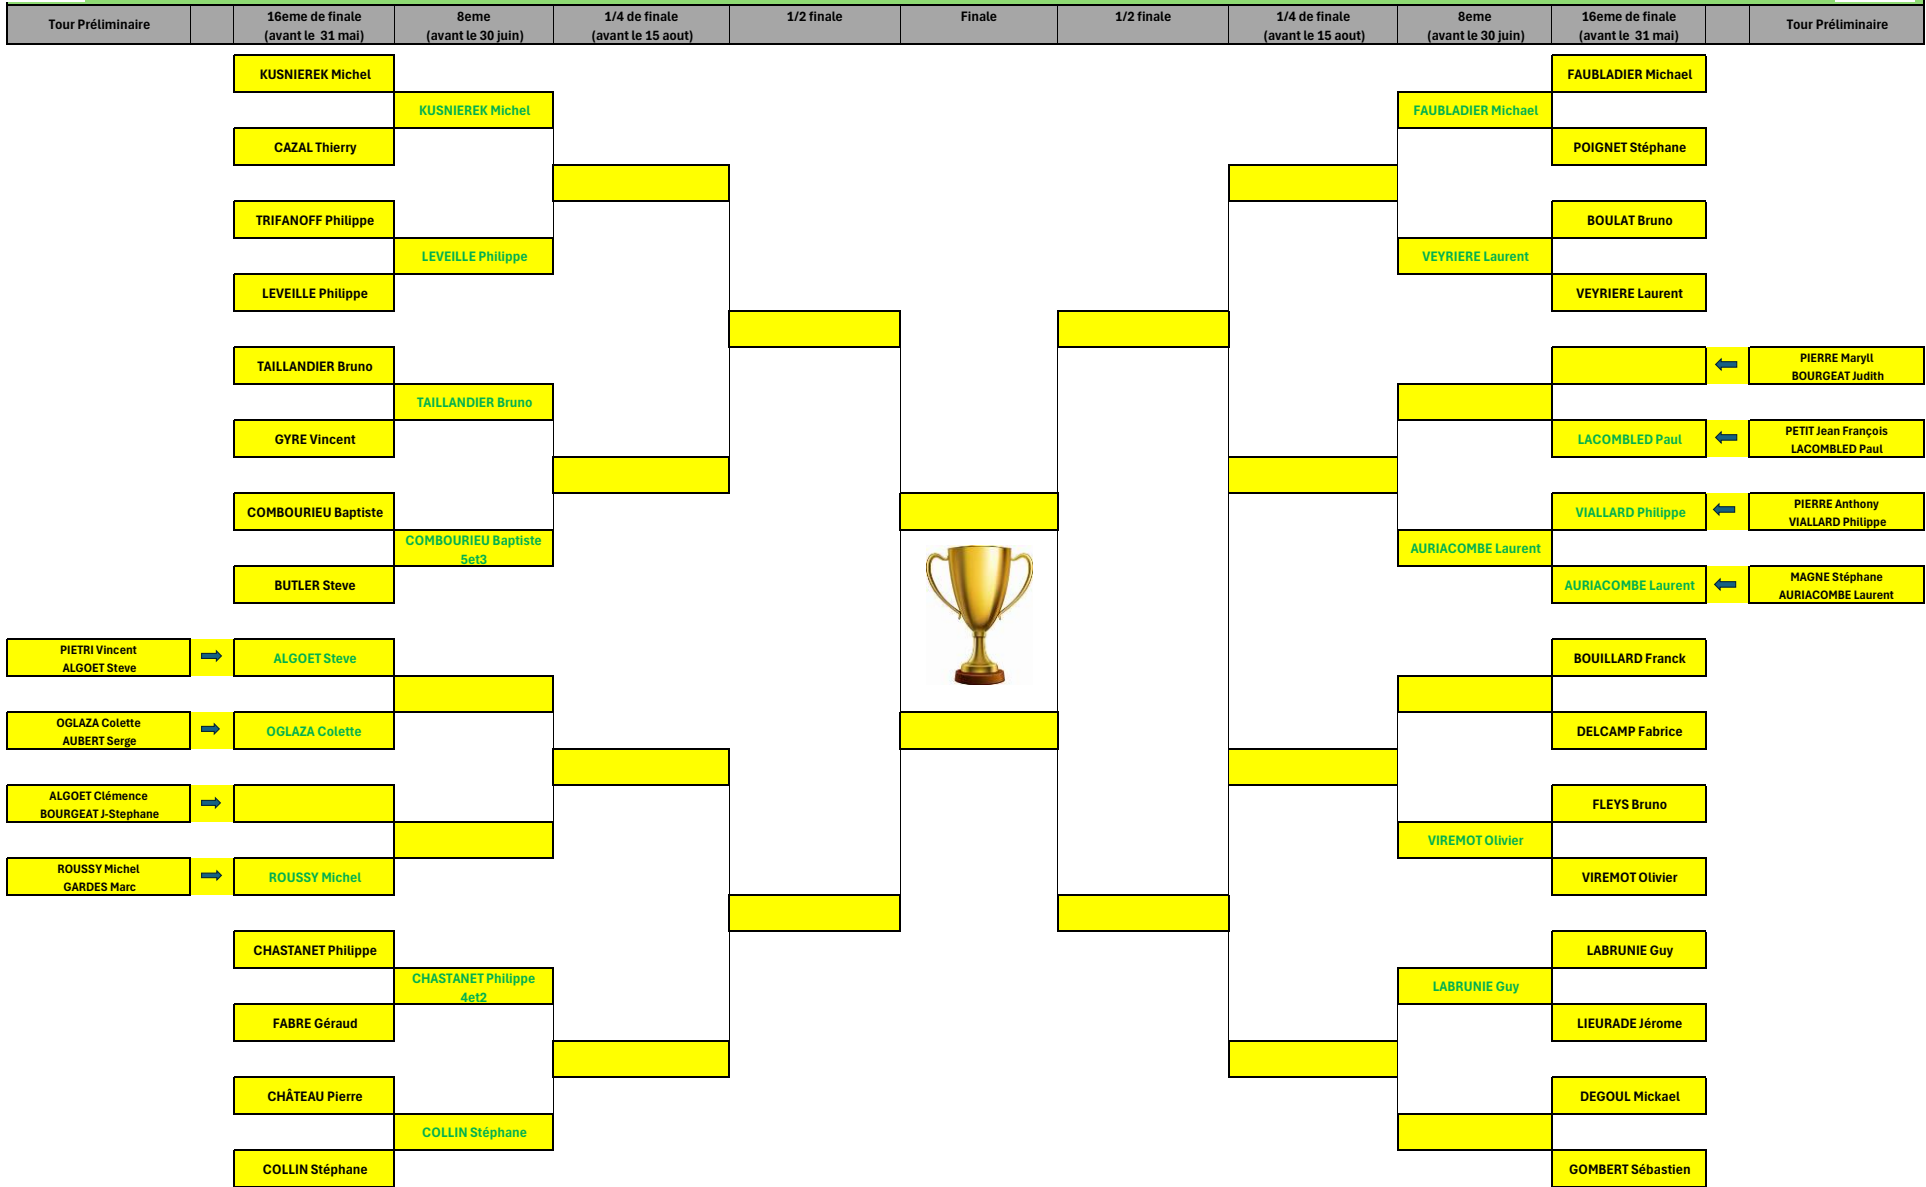 Tour Préliminaire
16eme de finale
(avant le 31 mai)
8eme
(avant le 30 juin)
1/4 de finale
(avant le 15 aout)
1/2 finale
Finale
1/2 finale
1/4 de finale
(avant le 15 aout)
8eme
(avant le 30 juin)
16eme de finale
(avant le 31 mai)
Tour Préliminaire
KUSNIEREK Michel
KUSNIEREK Michel
CAZAL Thierry
TRIFANOFF Philippe
LEVEILLE Philippe
LEVEILLE Philippe
TAILLANDIER Bruno
TAILLANDIER Bruno
GYRE Vincent
COMBOURIEU Baptiste
COMBOURIEU Baptiste
5et3
BUTLER Steve
PIETRI Vincent
ALGOET Steve
ALGOET Steve
OGLAZA Colette
AUBERT Serge
OGLAZA Colette
ALGOET Clémence
BOURGEAT J-Stephane
ROUSSY Michel
GARDES Marc
ROUSSY Michel
CHASTANET Philippe
CHASTANET Philippe
4et2
FABRE Géraud
CHÂTEAU Pierre
COLLIN Stéphane
COLLIN Stéphane
FAUBLADIER Michael
FAUBLADIER Michael
POIGNET Stéphane
BOULAT Bruno
VEYRIERE Laurent
VEYRIERE Laurent
PIERRE Maryll
BOURGEAT Judith
LACOMBLED Paul
PETIT Jean François
LACOMBLED Paul
VIALLARD Philippe
PIERRE Anthony
VIALLARD Philippe
AURIACOMBE Laurent
AURIACOMBE Laurent
MAGNE Stéphane
AURIACOMBE Laurent
BOUILLARD Franck
DELCAMP Fabrice
FLEYS Bruno
VIREMOT Olivier
VIREMOT Olivier
LABRUNIE Guy
LABRUNIE Guy
LIEURADE Jérome
DEGOUL Mickael
GOMBERT Sébastien